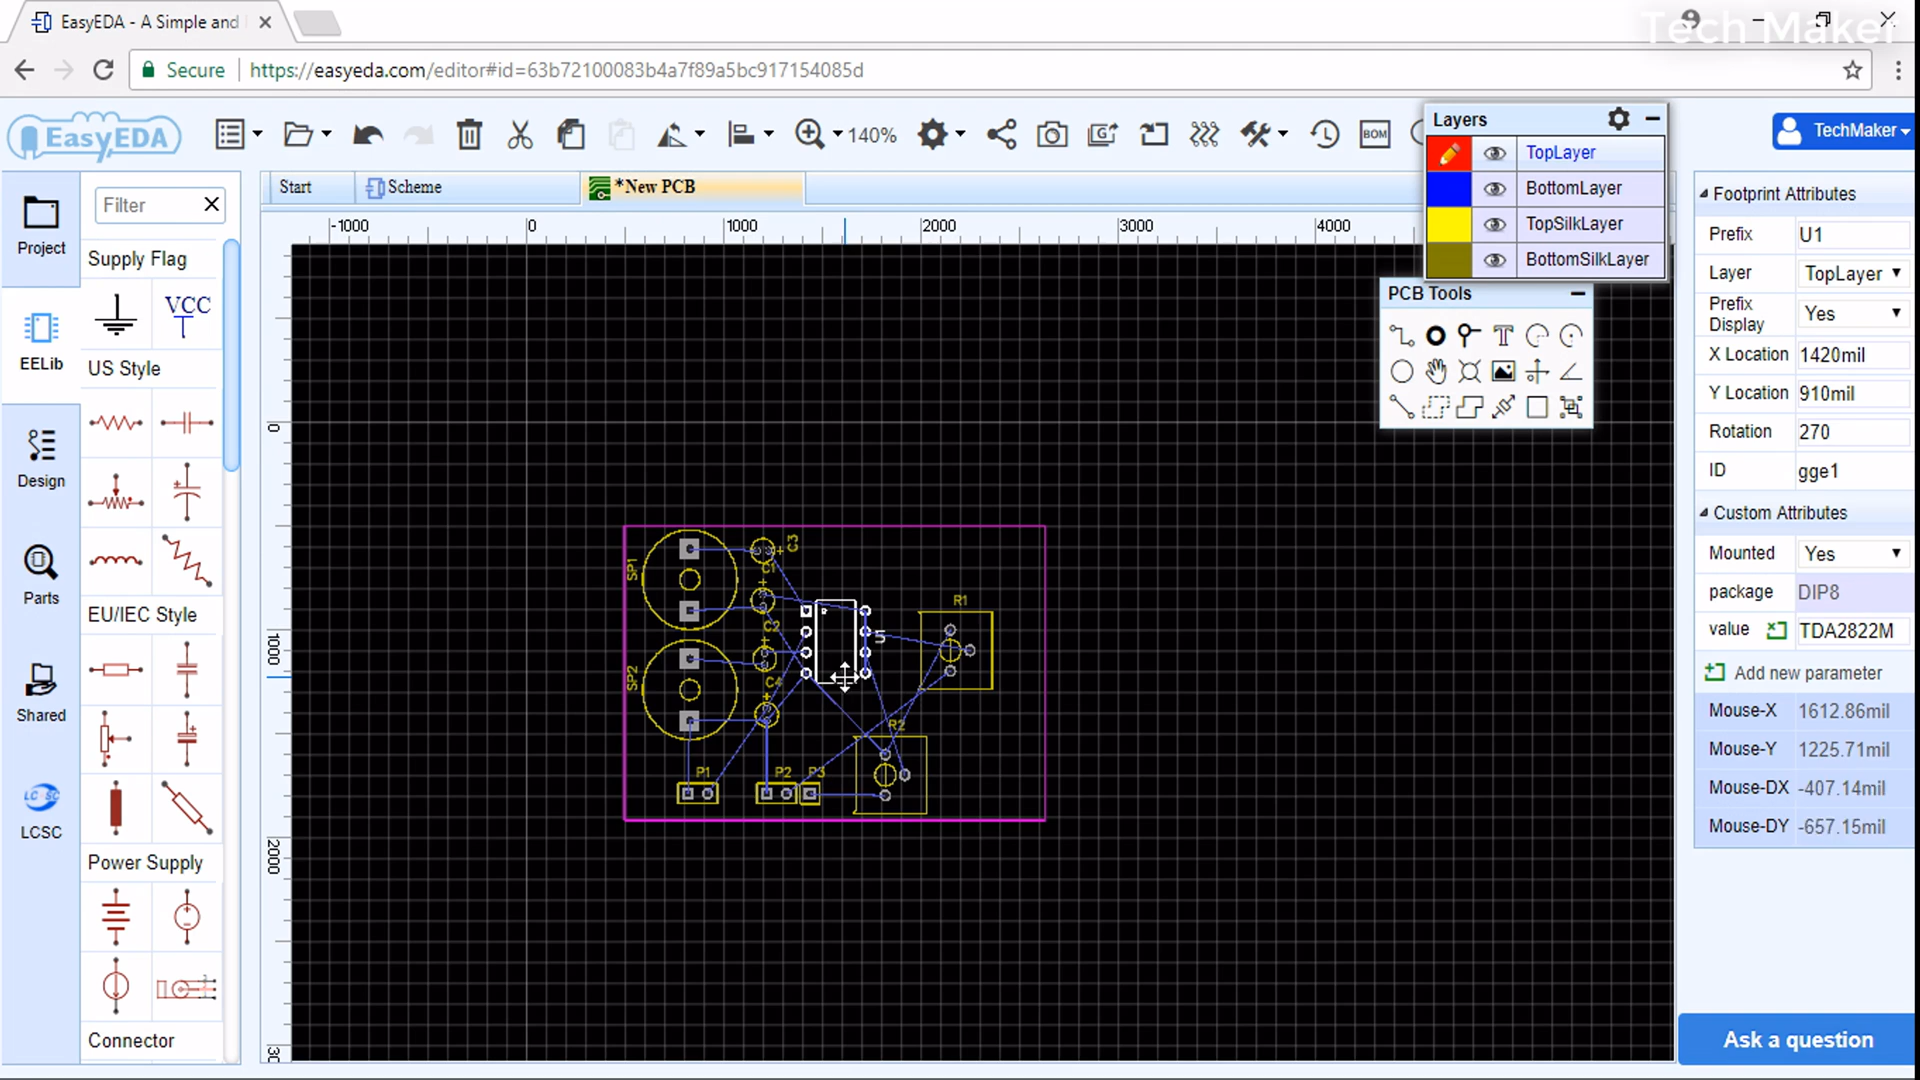 EasyEDA - A Simple and
Tech Maker
Secure
https://easyeda.com/editor#id=63b72100083b4a7f89a5bc917154085d
EasyEDA
140%
BOM
TechMaker
Layers
TopLayer
BottomLayer
TopSilkLayer
BottomSilkLayer
PCB Tools
Start
Scheme
*New PCB
-1000
0
1000
2000
3000
4000
0
1000
2000
30
Project
EELib
Design
Parts
Shared
LCSC
Filter
Supply Flag
VCC
US Style
EU/IEC Style
Power Supply
Connector
SP1
C3
C1
C2
SP2
C4
R1
R2
P1
P2
P3
Footprint Attributes
Prefix U1
Layer TopLayer
Prefix
Display Yes
X Location 1420mil
Y Location 910mil
Rotation 270
ID gge1
Custom Attributes
Mounted Yes
package DIP8
value TDA2822M
Add new parameter
Mouse-X 1612.86mil
Mouse-Y 1225.71mil
Mouse-DX -407.14mil
Mouse-DY -657.15mil
Ask a question